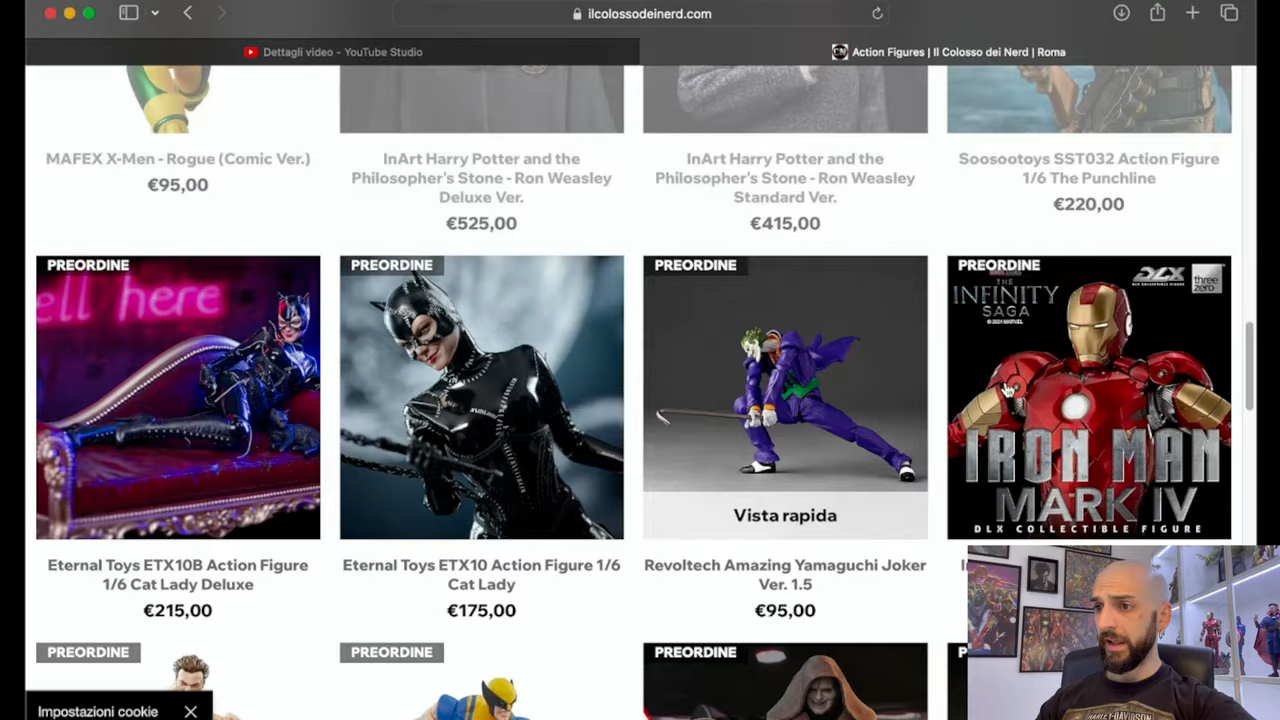 ilcolossodeinerd.com
Dettagli video - YouTube Studio
Action Figures | Il Colosso dei Nerd | Roma
MAFEX X-Men - Rogue (Comic Ver.)
€95,00
InArt Harry Potter and the
Philosopher's Stone - Ron Weasley
Deluxe Ver.
€525,00
InArt Harry Potter and the
Philosopher's Stone - Ron Weasley
Standard Ver.
€415,00
Soosootoys SST032 Action Figure
1/6 The Punchline
€220,00
PREORDINE
ell here
PREORDINE
PREORDINE
Vista rapida
PREORDINE
THE
INFINITY
SAGA
© 2024 MARVEL
DLX
three
zero
IRON MAN
MARK IV
DLX COLLECTIBLE FIGURE
Eternal Toys ETX10B Action Figure
1/6 Cat Lady Deluxe
€215,00
Eternal Toys ETX10 Action Figure 1/6
Cat Lady
€175,00
Revoltech Amazing Yamaguchi Joker
Ver. 1.5
€95,00
PREORDINE
PREORDINE
PREORDINE
Impostazioni cookie
HARLEY-DAVIDSON